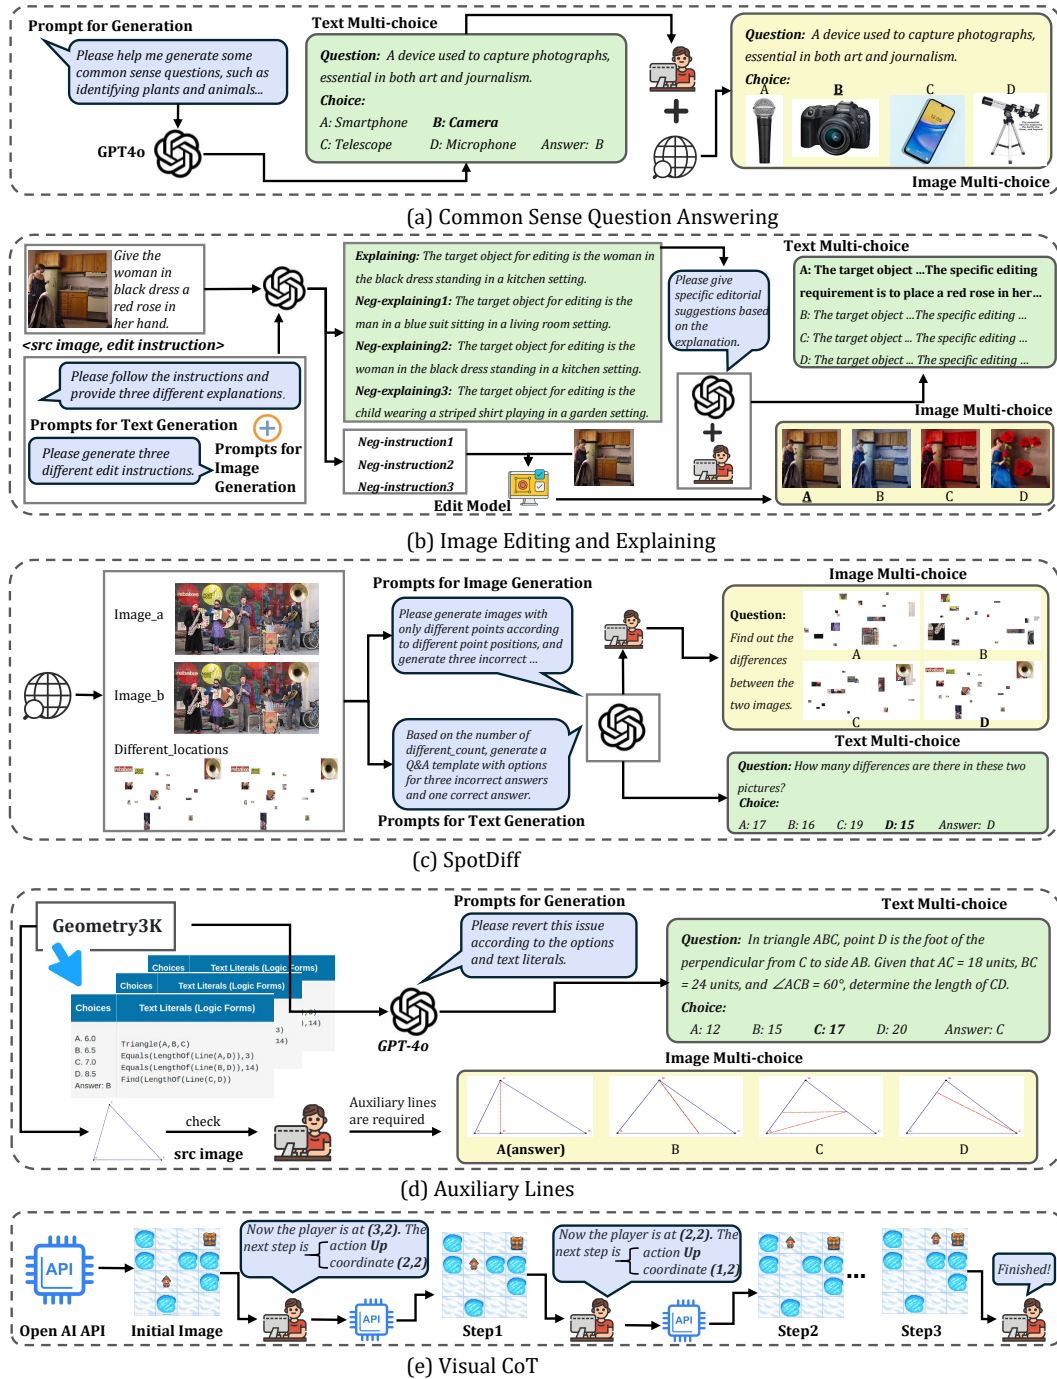 Prompt for Generation
Please help me generate some
common sense questions, such as
identifying plants and animals...
GPT4o
Text Multi-choice
Question: A device used to capture photographs,
essential in both art and journalism.
Choice:
A: Smartphone B: Camera
C: Telescope D: Microphone Answer: B
Question: A device used to capture photographs,
essential in both art and journalism.
Choice:
A B C D
Image Multi-choice
(a) Common Sense Question Answering
Give the
woman in
black dress a
red rose in
her hand.
<src image, edit instruction>
Please follow the instructions and
provide three different explanations.
Prompts for Text Generation
Please generate three
different edit instructions.
Prompts for
Image
Generation
Explaining: The target object for editing is the woman in
the black dress standing in a kitchen setting.
Neg-explaining1: The target object for editing is the
man in a blue suit sitting in a living room setting.
Neg-explaining2: The target object for editing is the
woman in the black dress standing in a kitchen setting.
Neg-explaining3: The target object for editing is the
child wearing a striped shirt playing in a garden setting.
Neg-instruction1
Neg-instruction2
Neg-instruction3
Edit Model
Please give
specific editorial
suggestions based
on the
explanation.
Text Multi-choice
A: The target object ...The specific editing
requirement is to place a red rose in her...
B: The target object ...The specific editing ...
C: The target object ... The specific editing ...
D: The target object ... The specific editing ...
Image Multi-choice
A B C D
(b) Image Editing and Explaining
Image_a
Image_b
Different_locations
Prompts for Image Generation
Please generate images with
only different points according
to different point positions, and
generate three incorrect ...
Based on the number of
different_count, generate a
Q&A template with options
for three incorrect answers
and one correct answer.
Prompts for Text Generation
Image Multi-choice
Question:
Find out the
differences
between the
two images.
A B
C D
Text Multi-choice
Question: How many differences are there in these two
pictures?
Choice:
A: 17 B: 16 C: 19 D: 15 Answer: D
(c) SpotDiff
Geometry3K
Choices Text Literals (Logic Forms)
Choices Text Literals (Logic Forms)
Choices Text Literals (Logic Forms)
A. 6.0
B. 6.5
C. 7.0
D. 8.5
Answer: B
Triangle(A,B,C)
Equals(LengthOf(Line(A,D)),3)
Equals(LengthOf(Line(B,D)),14)
Find(LengthOf(Line(C,D))
Prompts for Generation
Please revert this issue
according to the options
and text literals.
GPT-4o
Text Multi-choice
Question: In triangle ABC, point D is the foot of the
perpendicular from C to side AB. Given that AC = 18 units, BC
= 24 units, and ∠ACB = 60°, determine the length of CD.
Choice:
A: 12 B: 15 C: 17 D: 20 Answer: C
Image Multi-choice
check
src image
Auxiliary lines
are required
A(answer) B C D
(d) Auxiliary Lines
API
Open AI API
Initial Image
Now the player is at (3,2). The
next step is action Up
coordinate (2,2)
API
Step1
Now the player is at (2,2). The
next step is action Up
coordinate (1,2)
API
Step2
...
Step3
Finished!
(e) Visual CoT